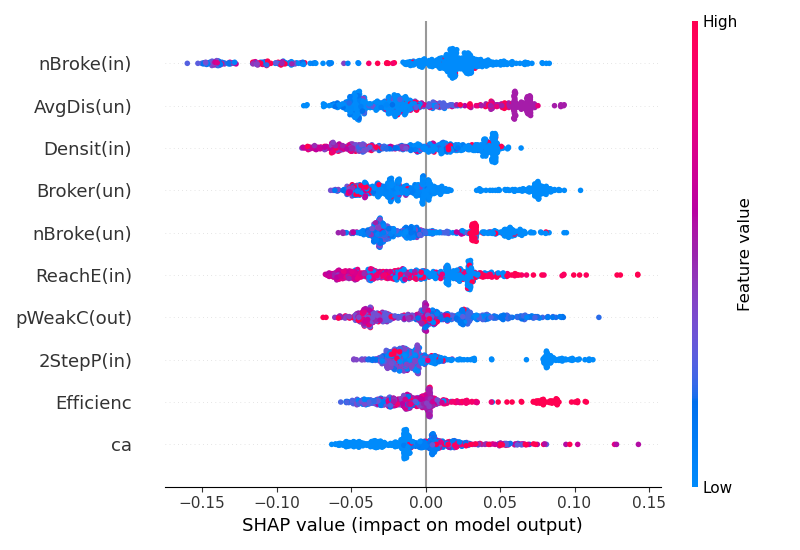 High
nBroke(in)
AvgDis(un)
Densit(in)
Broker(un)
nBroke(un)
ReachE(in)
pWeakC(out)
2StepP(in)
Efficienc
ca
Feature value
Low
−0.15 −0.10 −0.05 0.00 0.05 0.10 0.15
SHAP value (impact on model output)